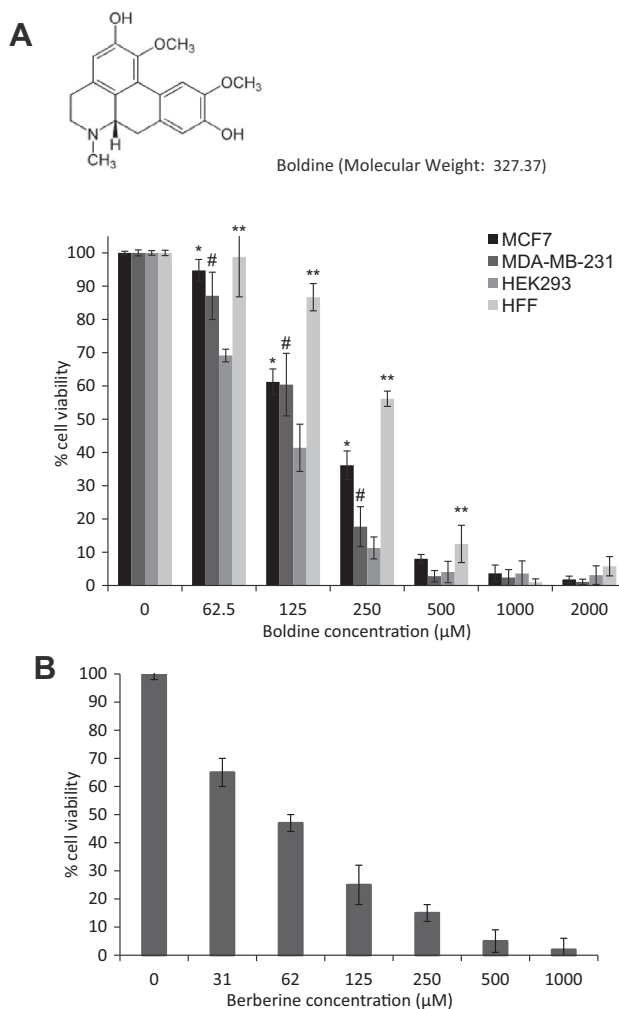 A
OH
OCH3
OCH3
N
H
CH3
OH
Boldine (Molecular Weight: 327.37)
MCF7
MDA-MB-231
HEK293
HFF
% cell viability
100
90
80
70
60
50
40
30
20
10
0
* # **
* # **
* # **
**
0 62.5 125 250 500 1000 2000
Boldine concentration (µM)
B
% cell viability
100
90
80
70
60
50
40
30
20
10
0
0 31 62 125 250 500 1000
Berberine concentration (µM)